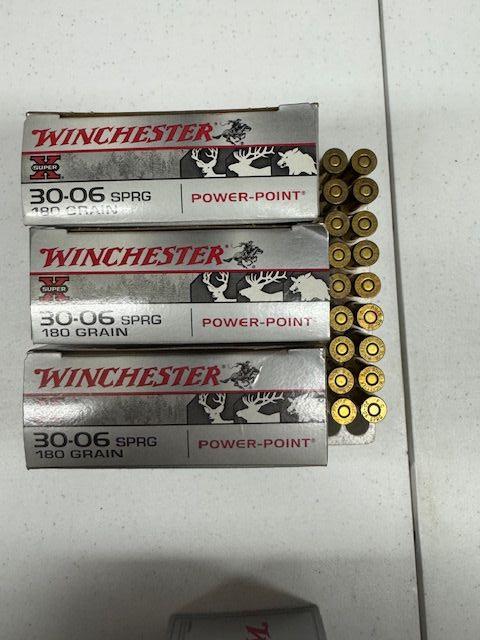 WINCHESTER
SUPER
X
30-06 SPRG
180 GRAIN
POWER-POINT®
WINCHESTER
SUPER
X
30-06 SPRG
180 GRAIN
POWER-POINT®
WINCHESTER
30-06 SPRG
180 GRAIN
POWER-POINT®